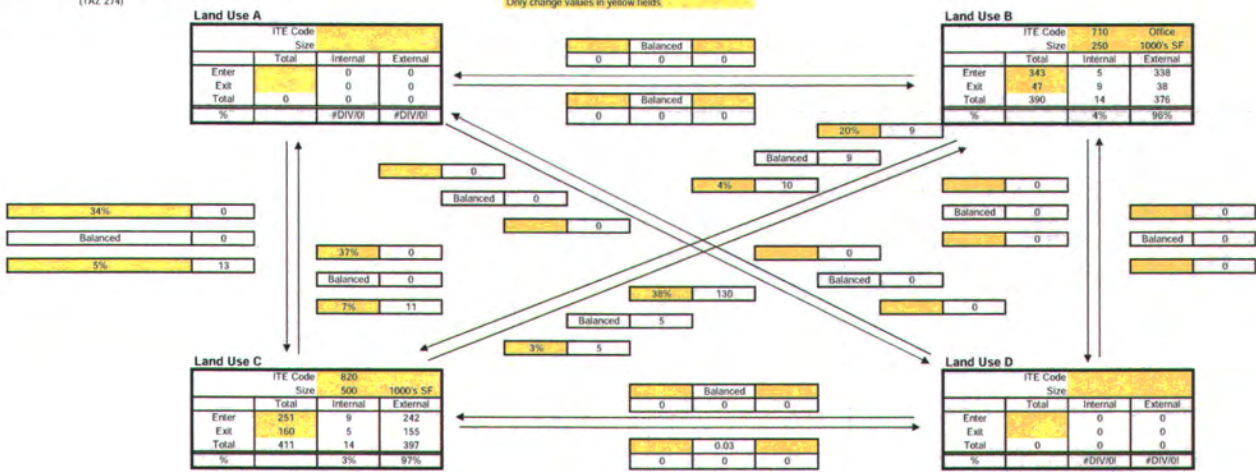 (TAZ 274)
Only change values in yellow fields
Land Use A
ITE Code
Size
Total Internal External
Enter 0 0
Exit 0 0
Total 0 0 0
% #DIV/0! #DIV/0!
Balanced
0 0 0
Balanced
0 0 0
Land Use B
ITE Code 710 Office
Size 250 1000's SF
Total Internal External
Enter 343 5 338
Exit 47 9 38
Total 390 14 376
% 4% 96%
20% 9
Balanced 9
4% 10
0
Balanced 0
0
0
Balanced 0
0
0
Balanced 0
0
34% 0
Balanced 0
5% 13
37% 0
Balanced 0
7% 11
0
Balanced 0
0
38% 130
Balanced 5
3% 5
Land Use C
ITE Code 820
Size 500 1000's SF
Total Internal External
Enter 251 9 242
Exit 160 5 155
Total 411 14 397
% 3% 97%
Balanced
0 0 0
0.03
0 0 0
Land Use D
ITE Code
Size
Total Internal External
Enter 0 0
Exit 0 0
Total 0 0 0
% #DIV/0! #DIV/0!